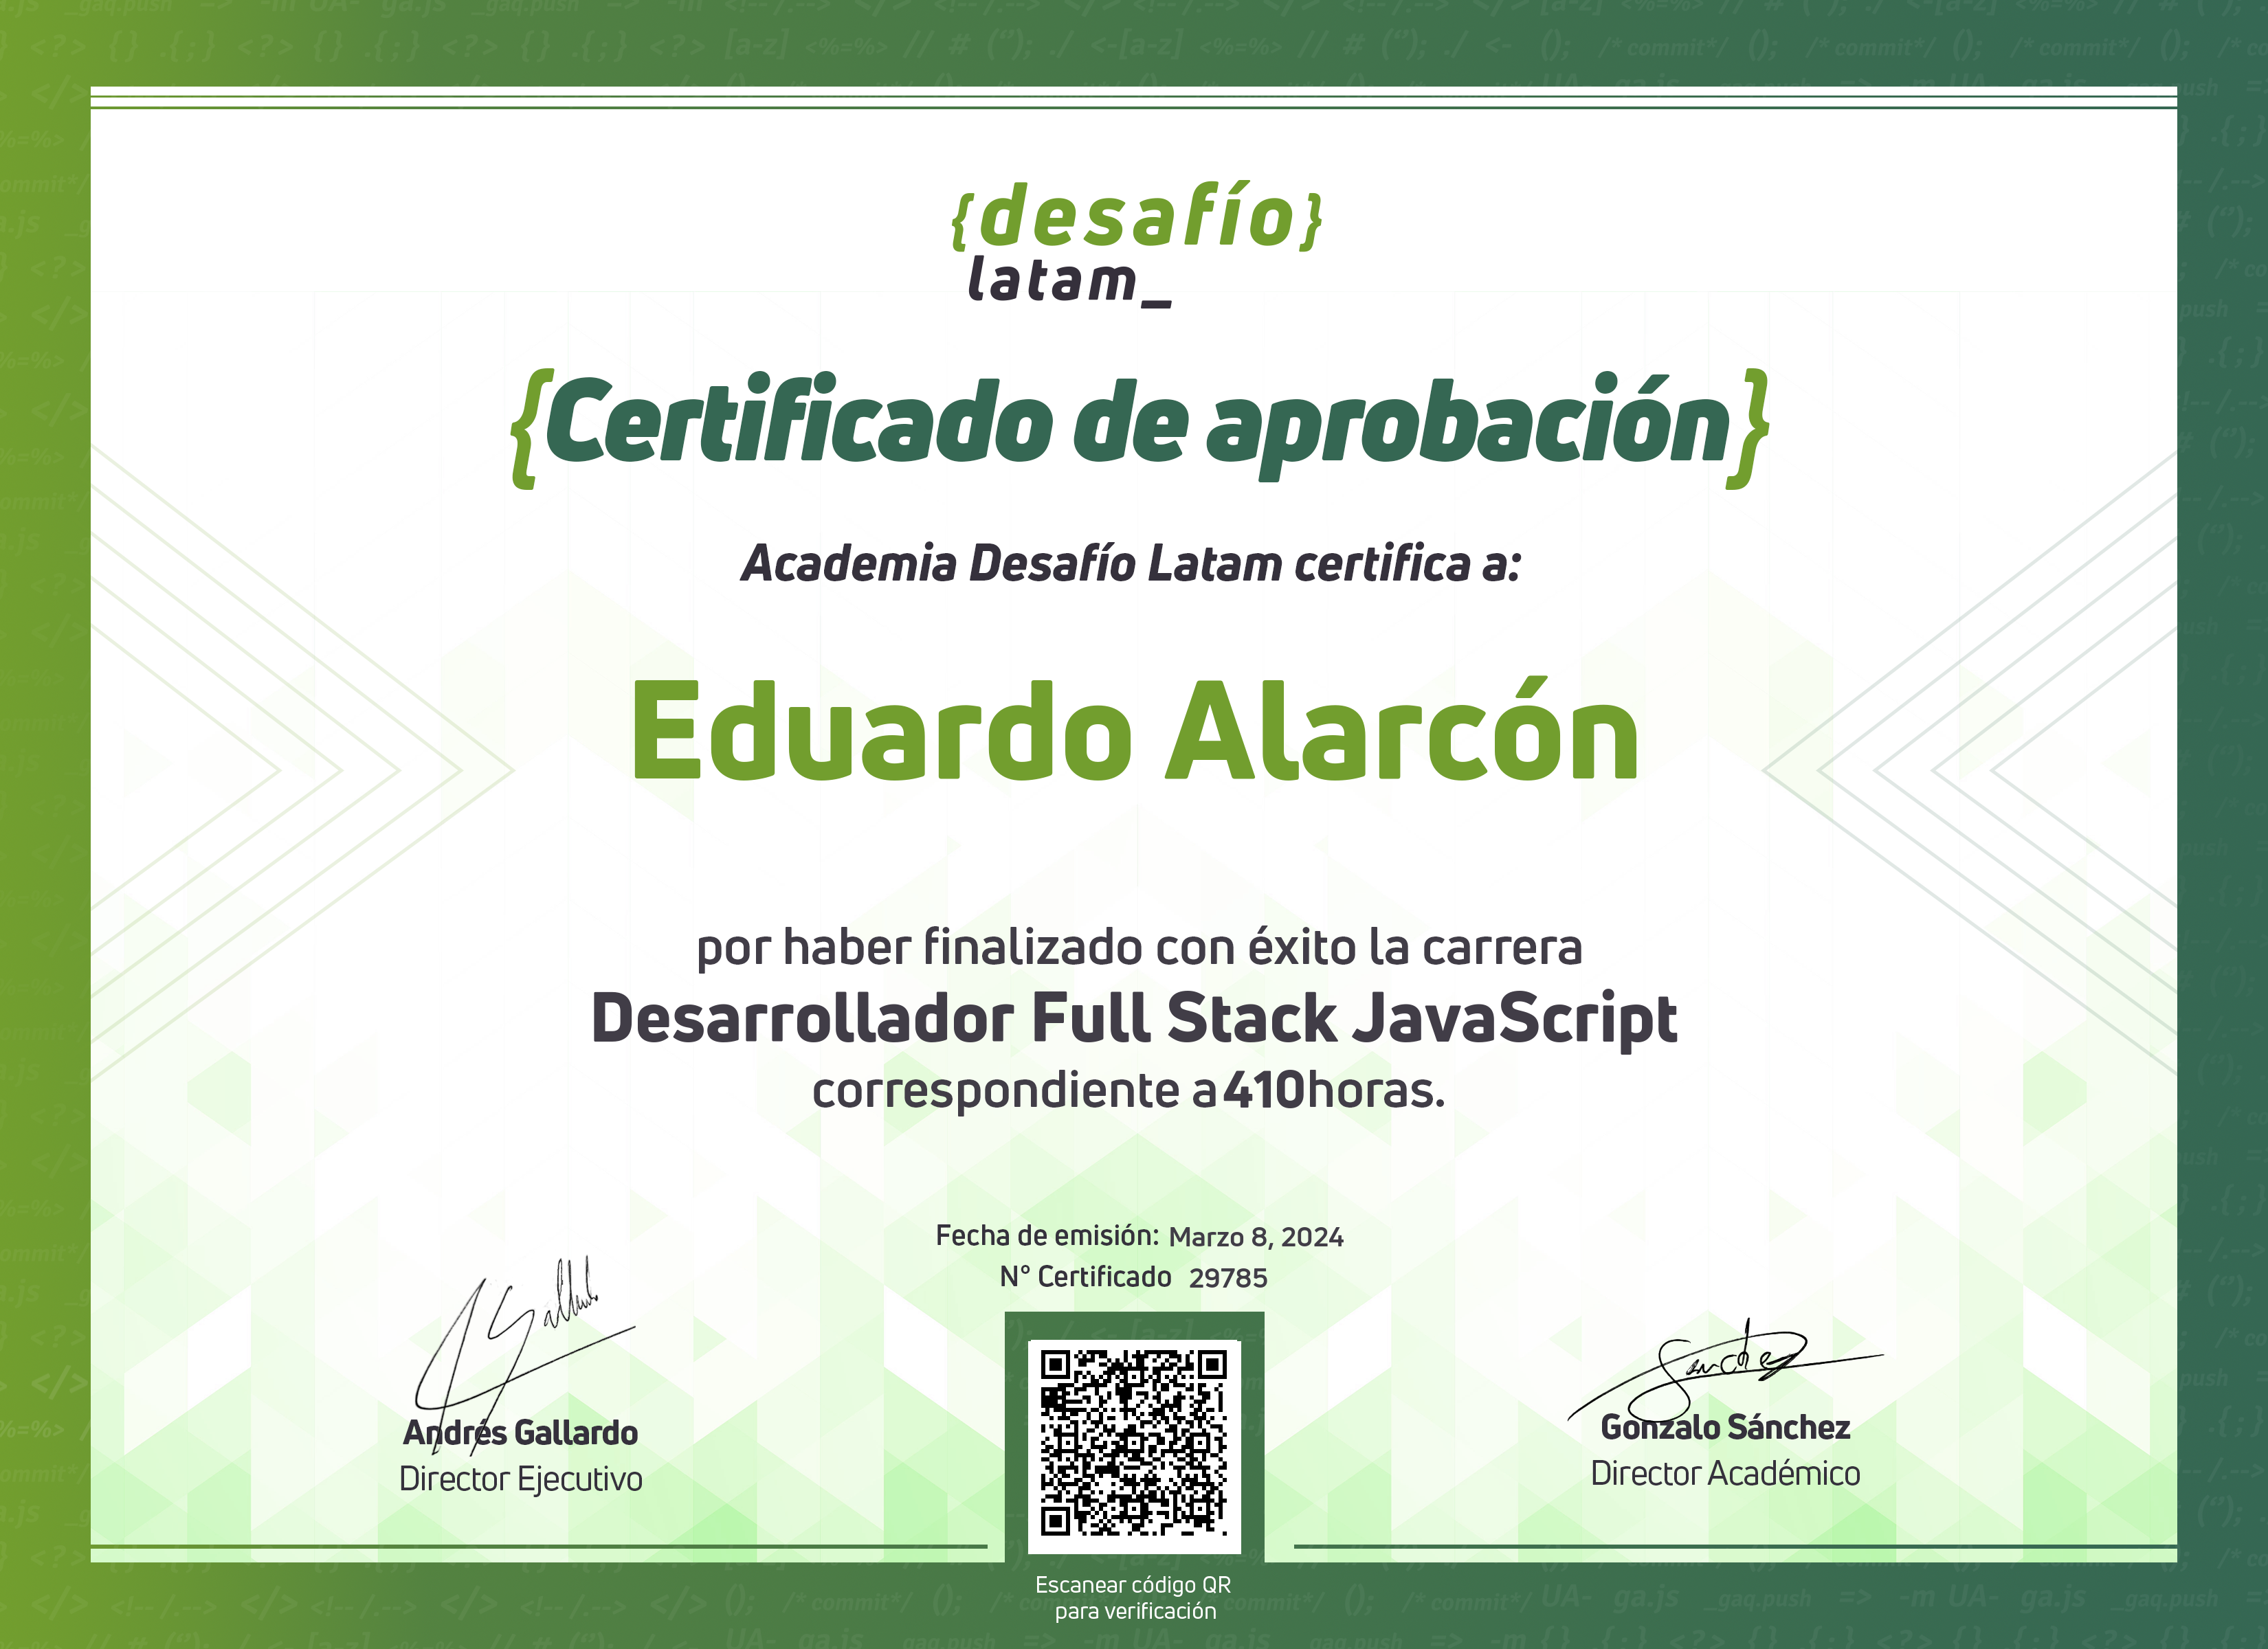 {desafío}
latam_
{Certificado de aprobación}
Academia Desafío Latam certifica a:
Eduardo Alarcón
por haber finalizado con éxito la carrera
Desarrollador Full Stack JavaScript
correspondiente a 410 horas.
Fecha de emisión: Marzo 8, 2024
N° Certificado 29785
Andrés Gallardo
Director Ejecutivo
Gonzalo Sánchez
Director Académico
Escanear código QR
para verificación